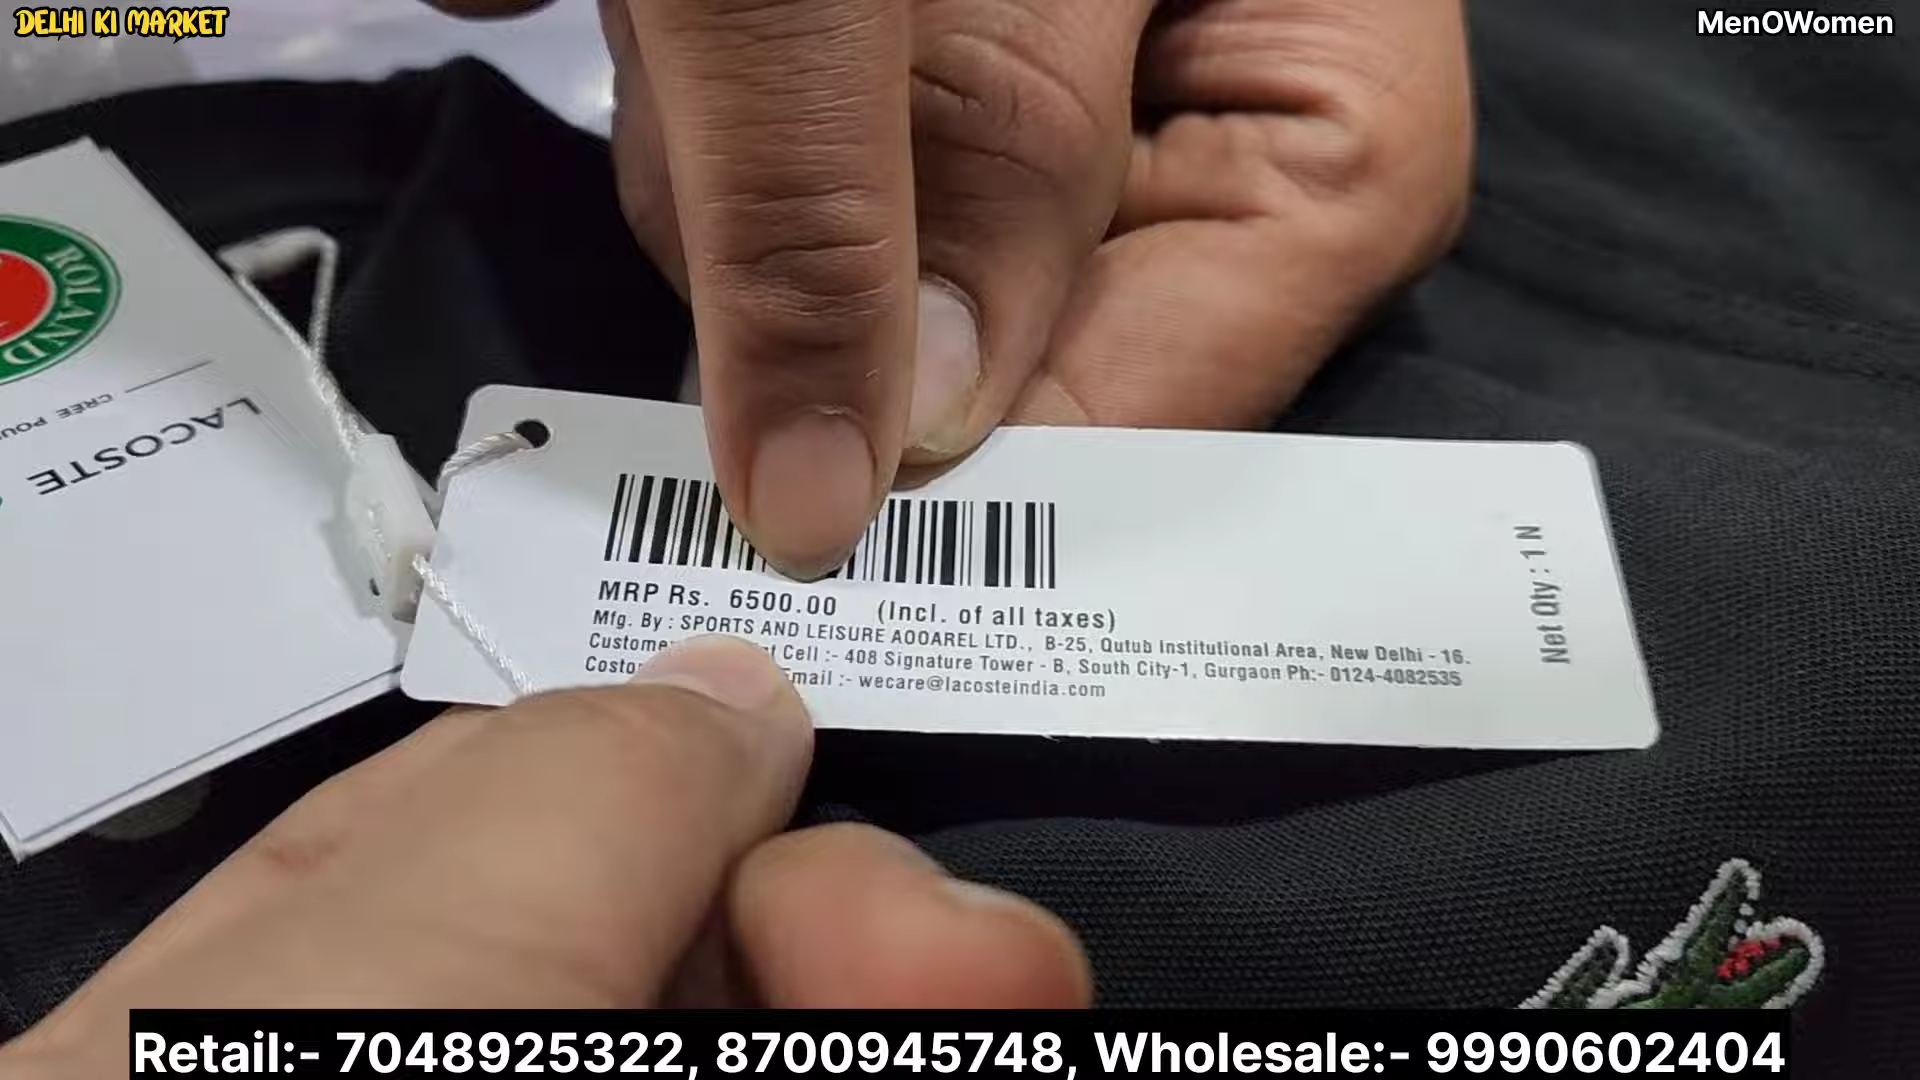 DELHI KI MARKET
MenOWomen
ROLAND
CRÉE POU
LACOSTE
MRP Rs. 6500.00 (Incl. of all taxes)
Mfg. By : SPORTS AND LEISURE AOOAREL LTD., B-25, Qutub Institutional Area, New Delhi - 16.
Custome t Cell :- 408 Signature Tower - B, South City-1, Gurgaon Ph:- 0124-4082535
Costo Email :- wecare@lacosteindia.com
Net Qty : 1 N
Retail:- 7048925322, 8700945748, Wholesale:- 9990602404